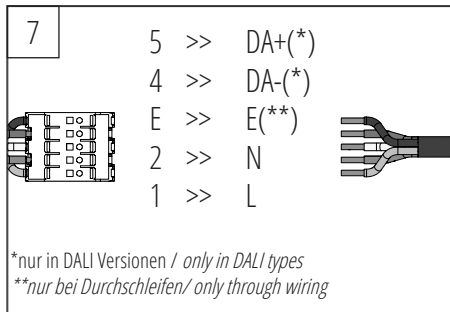 7
5 >> DA+(*)
4 >> DA-(*)
E >> E(**)
2 >> N
1 >> L
*nur in DALI Versionen / only in DALI types
**nur bei Durchschleifen/ only through wiring